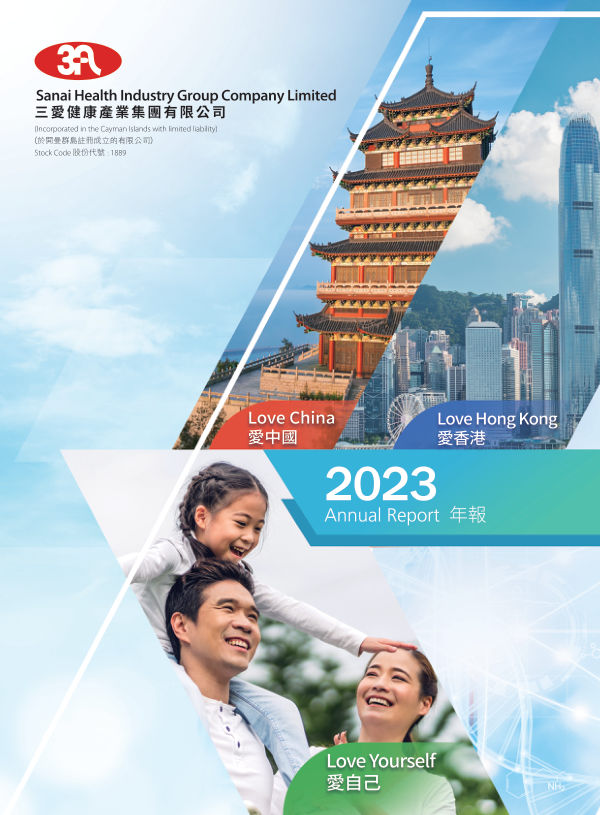 3A
Sanai Health Industry Group Company Limited
三愛健康產業集團有限公司
(Incorporated in the Cayman Islands with limited liability)
(於開曼群島註冊成立的有限公司)
Stock Code 股份代號 : 1889
Love China
愛中國
Love Hong Kong
愛香港
2023
Annual Report 年報
Love Yourself
愛自己
NH₂